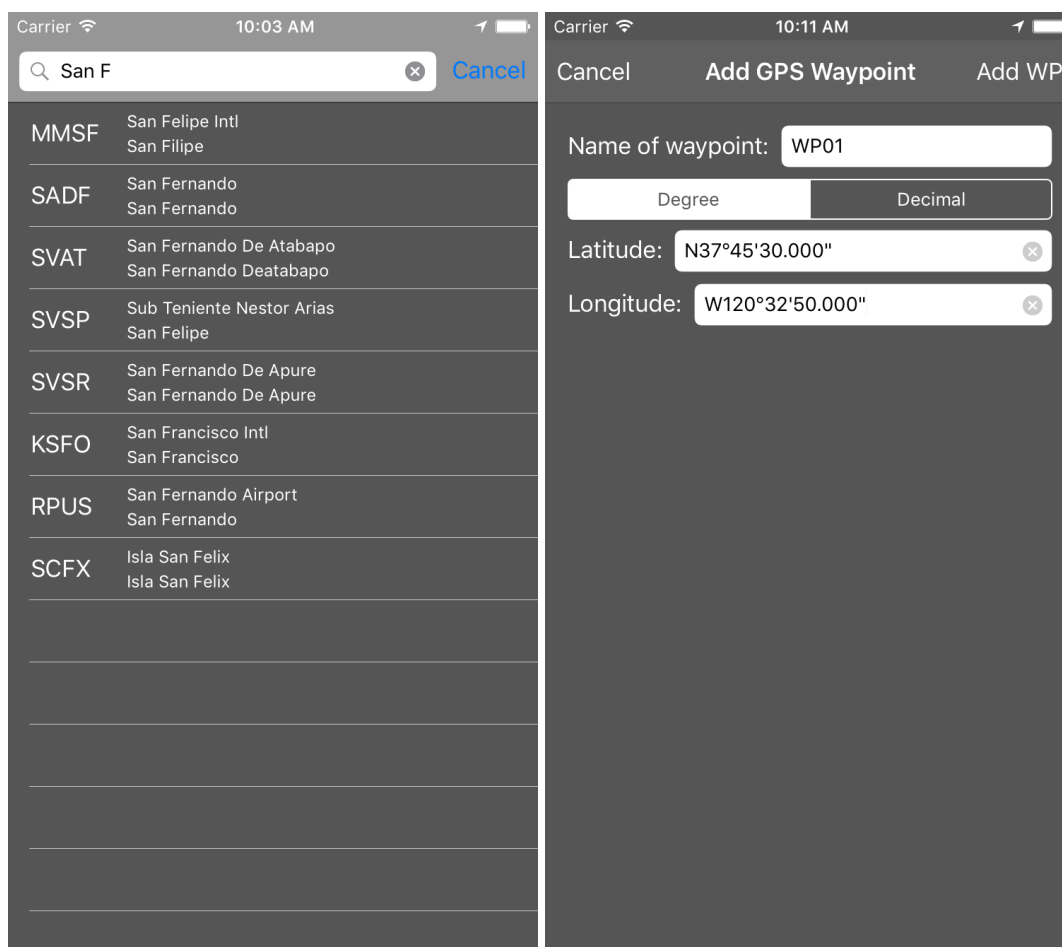 Carrier 10:03 AM
San F Cancel
MMSF San Felipe Intl
San Filipe
SADF San Fernando
San Fernando
SVAT San Fernando De Atabapo
San Fernando Deatabapo
SVSP Sub Teniente Nestor Arias
San Felipe
SVSR San Fernando De Apure
San Fernando De Apure
KSFO San Francisco Intl
San Francisco
RPUS San Fernando Airport
San Fernando
SCFX Isla San Felix
Isla San Felix
Carrier 10:11 AM
Cancel Add GPS Waypoint Add WP
Name of waypoint: WP01
Degree Decimal
Latitude: N37°45'30.000"
Longitude: W120°32'50.000"